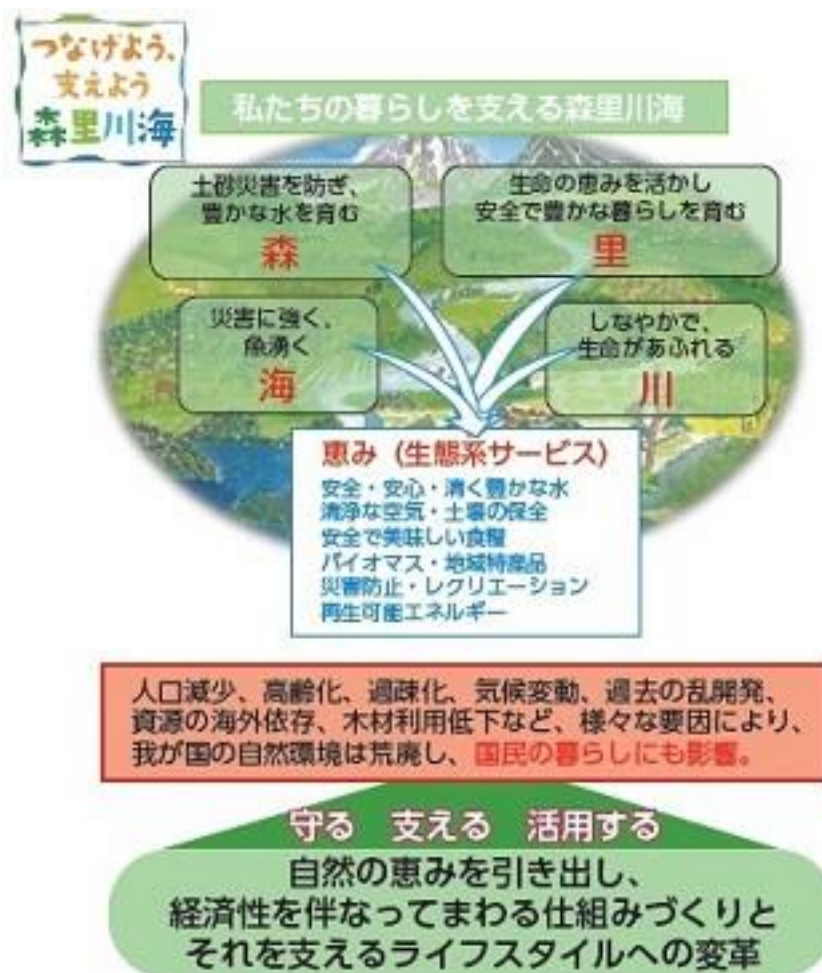 つなげよう、
支えよう
森里川海
私たちの暮らしを支える森里川海
土砂災害を防ぎ、
豊かな水を育む
森
生命の恵みを活かし
安全で豊かな暮らしを育む
里
災害に強く、
魚湧く
海
しなやかで、
生命があふれる
川
恵み（生態系サービス）
安全・安心・清く豊かな水
清浄な空気・土壌の保全
安全で美味しい食糧
バイオマス・地域特産品
災害防止・レクリエーション
再生可能エネルギー
人口減少、高齢化、過疎化、気候変動、過去の乱開発、
資源の海外依存、木材利用低下など、様々な要因により、
我が国の自然環境は荒廃し、国民の暮らしにも影響。
守る 支える 活用する
自然の恵みを引き出し、
経済性を伴なってまわる仕組みづくりと
それを支えるライフスタイルへの変革